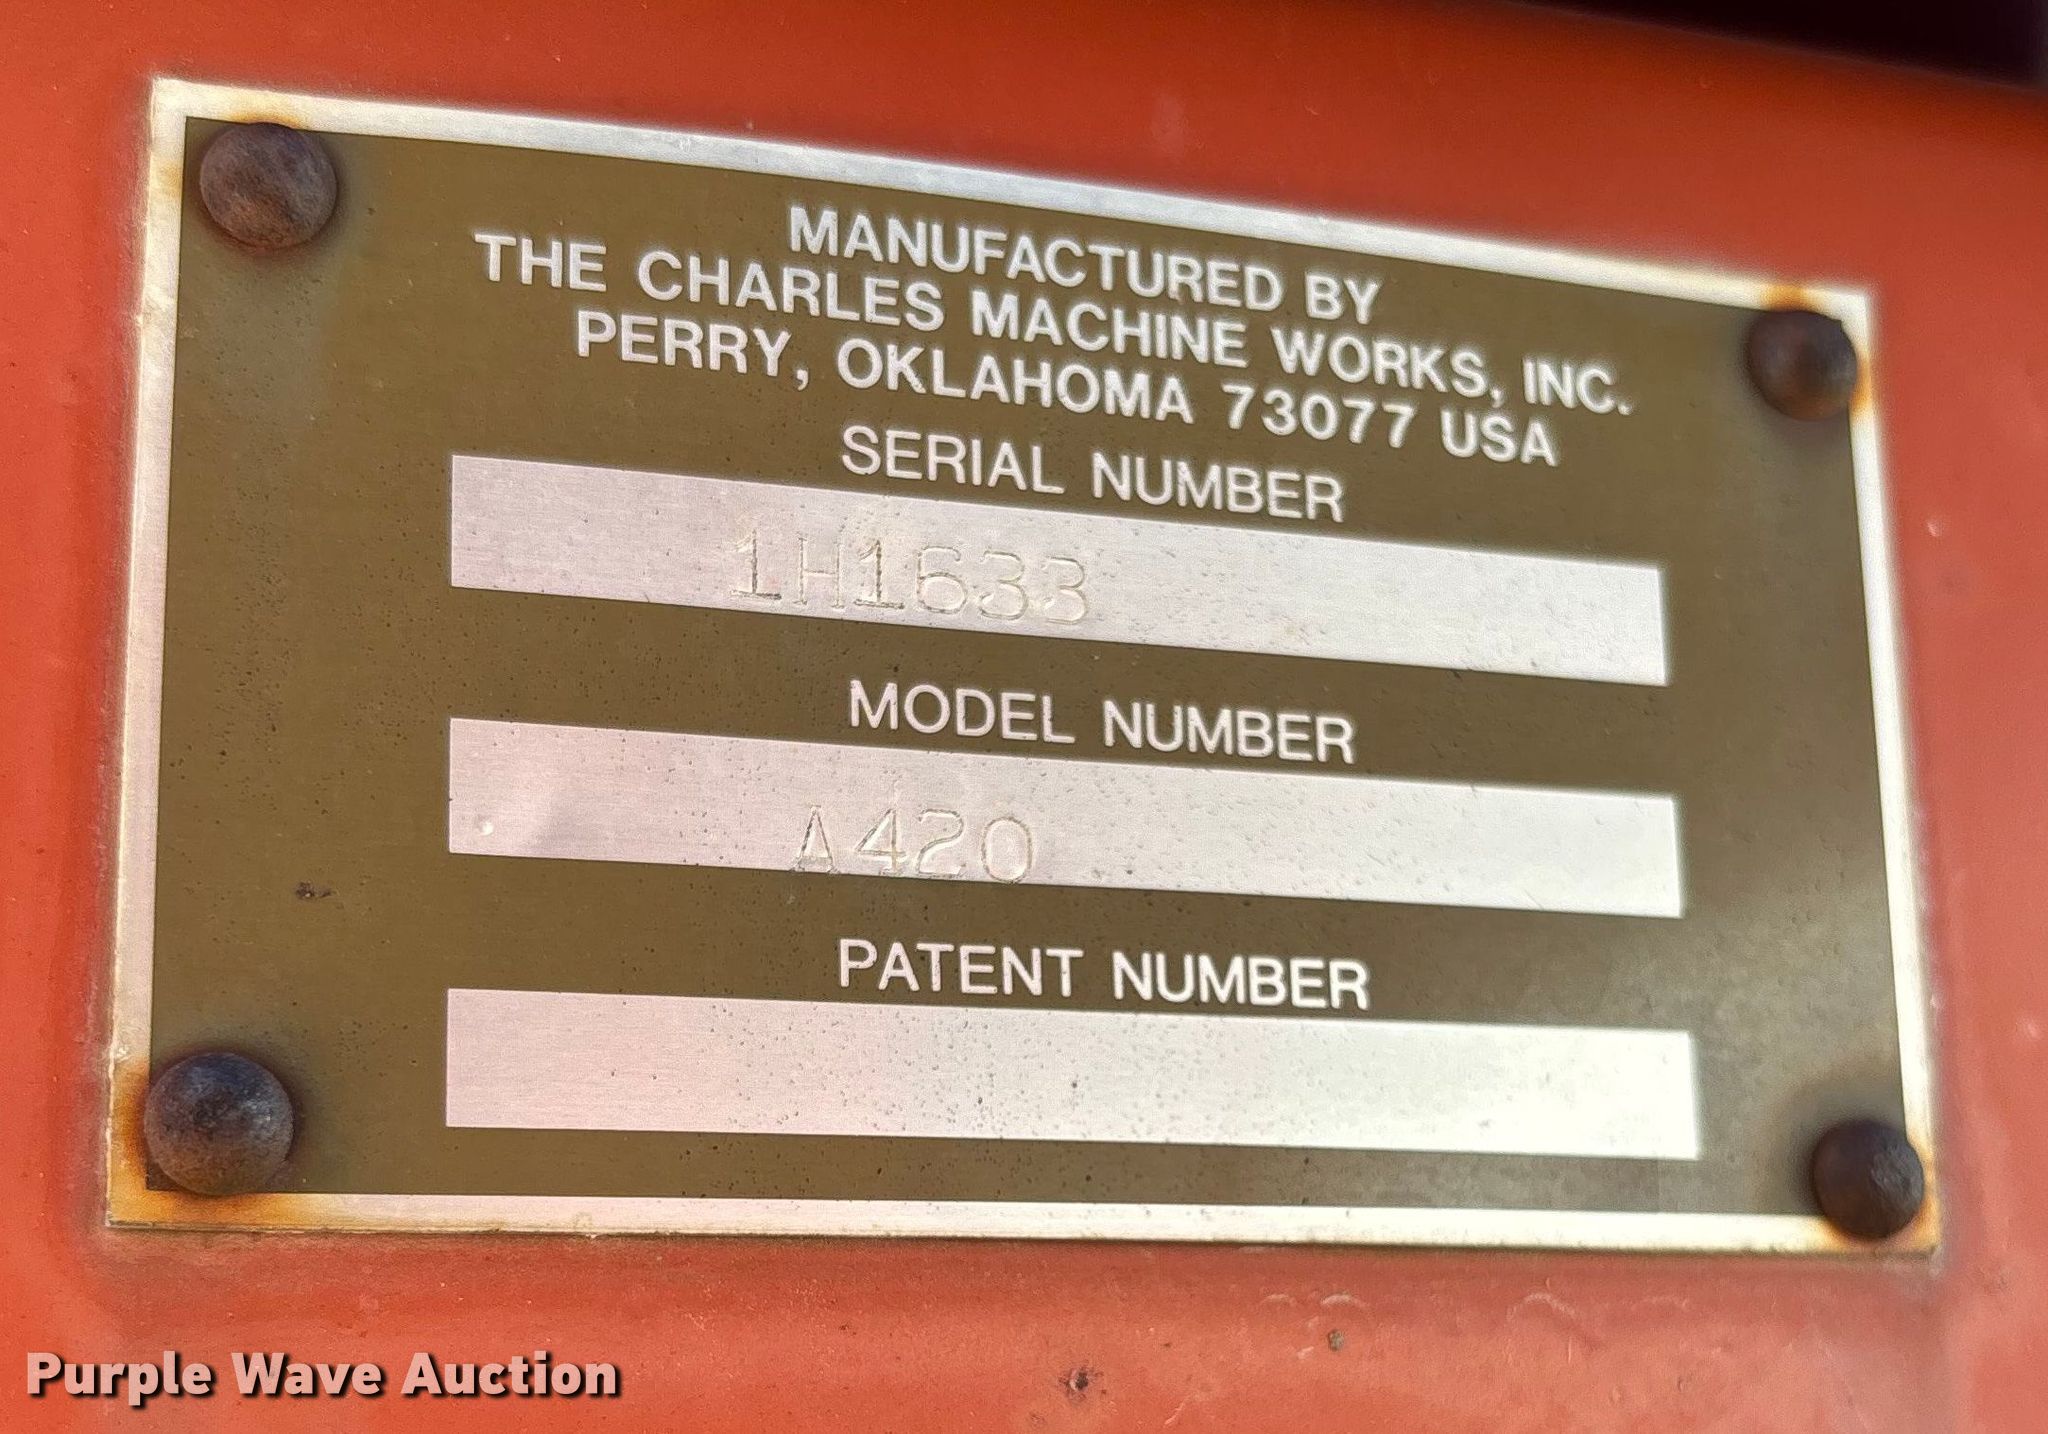 MANUFACTURED BY
THE CHARLES MACHINE WORKS, INC.
PERRY, OKLAHOMA 73077 USA
SERIAL NUMBER
1H1633
MODEL NUMBER
A420
PATENT NUMBER
Purple Wave Auction